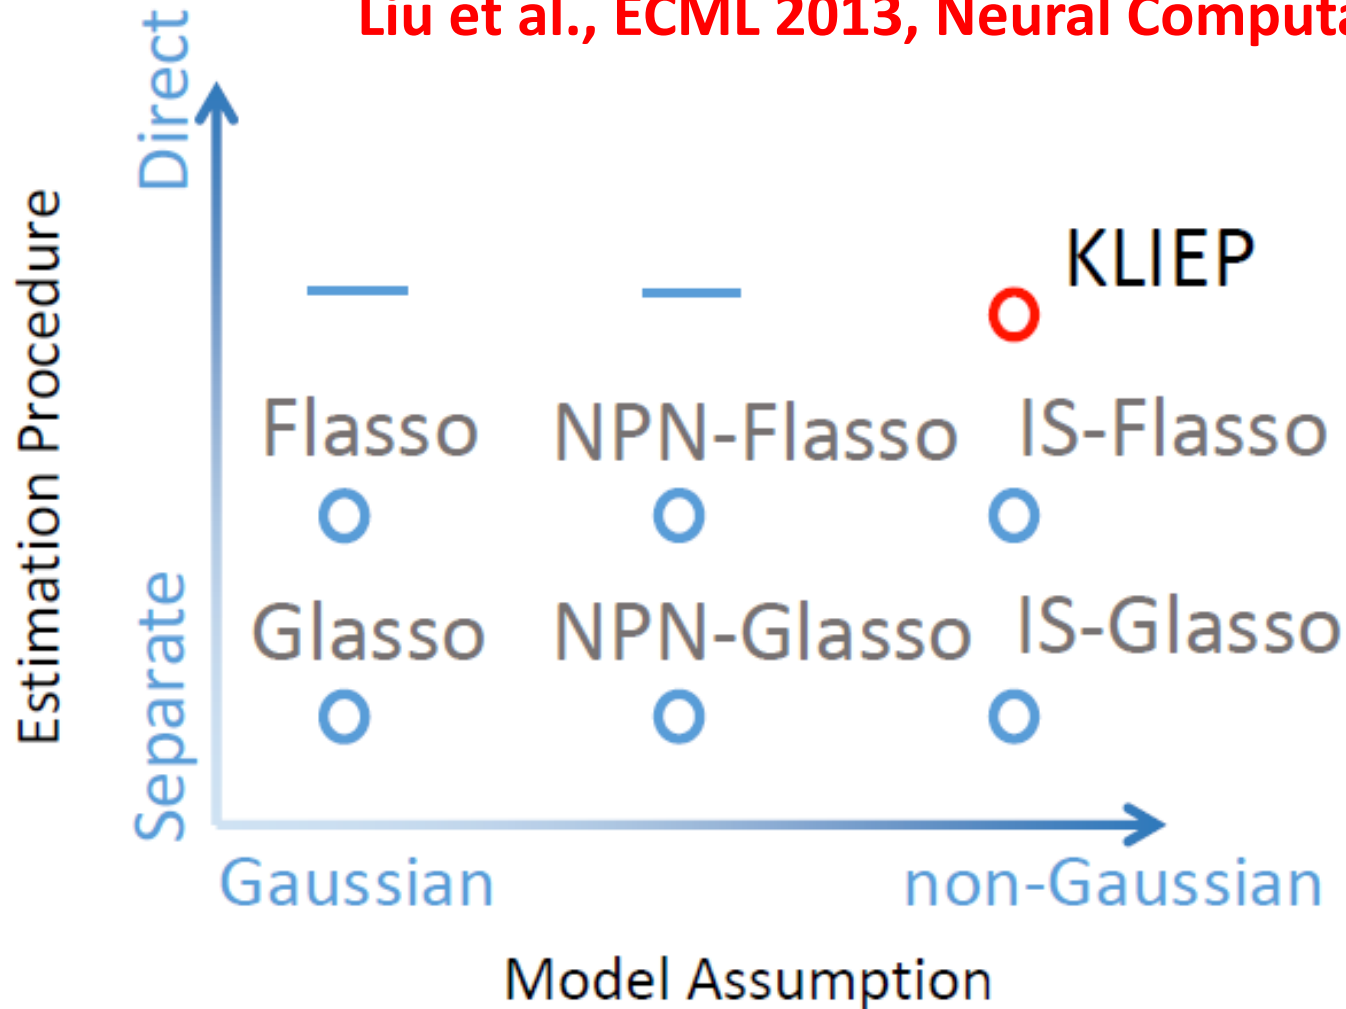 Liu et al., ECML 2013, Neural
Direct
KLIEP
Estimation Procedure
Flasso NPN-Flasso IS-Flasso
Separate
Glasso NPN-Glasso IS-Glasso
Gaussian non-Gaussian
Model Assumption